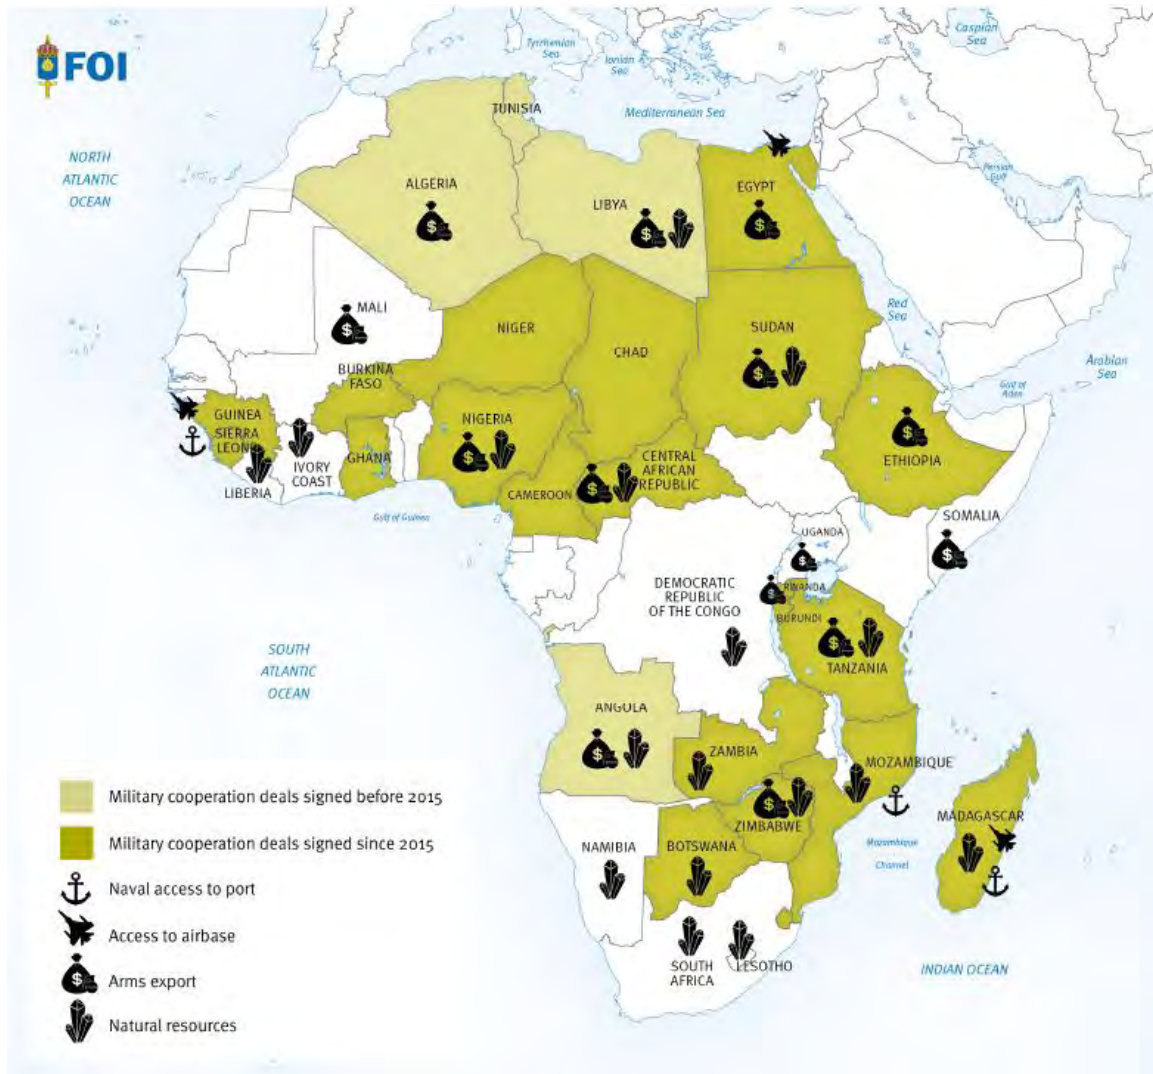 FOI
Caspian
Sea
Tyrrhenian
Sea
Ionian
Sea
TUNISIA
Mediterranean Sea
NORTH
ATLANTIC
OCEAN
Persian
Gulf
ALGERIA
EGYPT
LIBYA
$
$
$
Red
Sea
MALI
$
NIGER
SUDAN
CHAD
Arabian
Sea
BURKINA
FASO
$
Gulf of
Aden
GUINEA
NIGERIA
SIERRA
LEONE
$
GHANA
IVORY
COAST
LIBERIA
$
ETHIOPIA
CENTRAL
AFRICAN
REPUBLIC
$
CAMEROON
Gulf of Guinea
SOMALIA
$
UGANDA
$
DEMOCRATIC
REPUBLIC
OF THE CONGO
RWANDA
$
BURUNDI
$
TANZANIA
SOUTH
ATLANTIC
OCEAN
ANGOLA
$
ZAMBIA
MOZAMBIQUE
$
ZIMBABWE
MADAGASCAR
Mozambique
Channel
NAMIBIA
BOTSWANA
SOUTH
AFRICA
LESOTHO
INDIAN OCEAN
Military cooperation deals signed before 2015
Military cooperation deals signed since 2015
Naval access to port
Access to airbase
$
Arms export
Natural resources